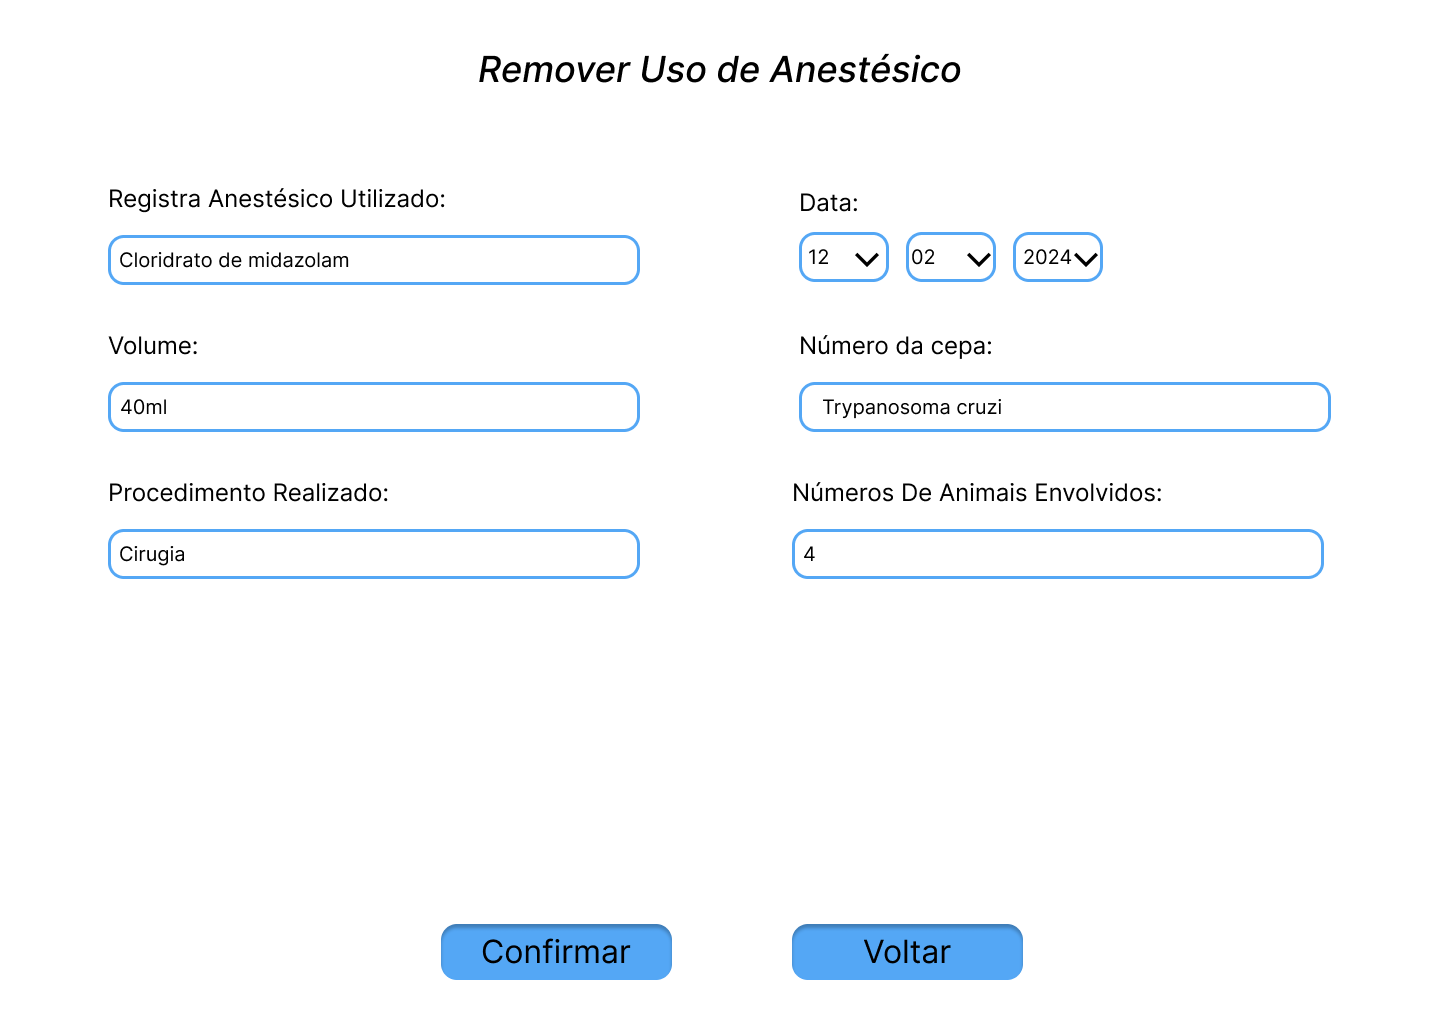 Remover Uso de Anestésico
Registra Anestésico Utilizado:
Cloridrato de midazolam
Data:
12 02 2024
Volume:
40ml
Número da cepa:
Trypanosoma cruzi
Procedimento Realizado:
Cirugia
Números De Animais Envolvidos:
4
Confirmar
Voltar